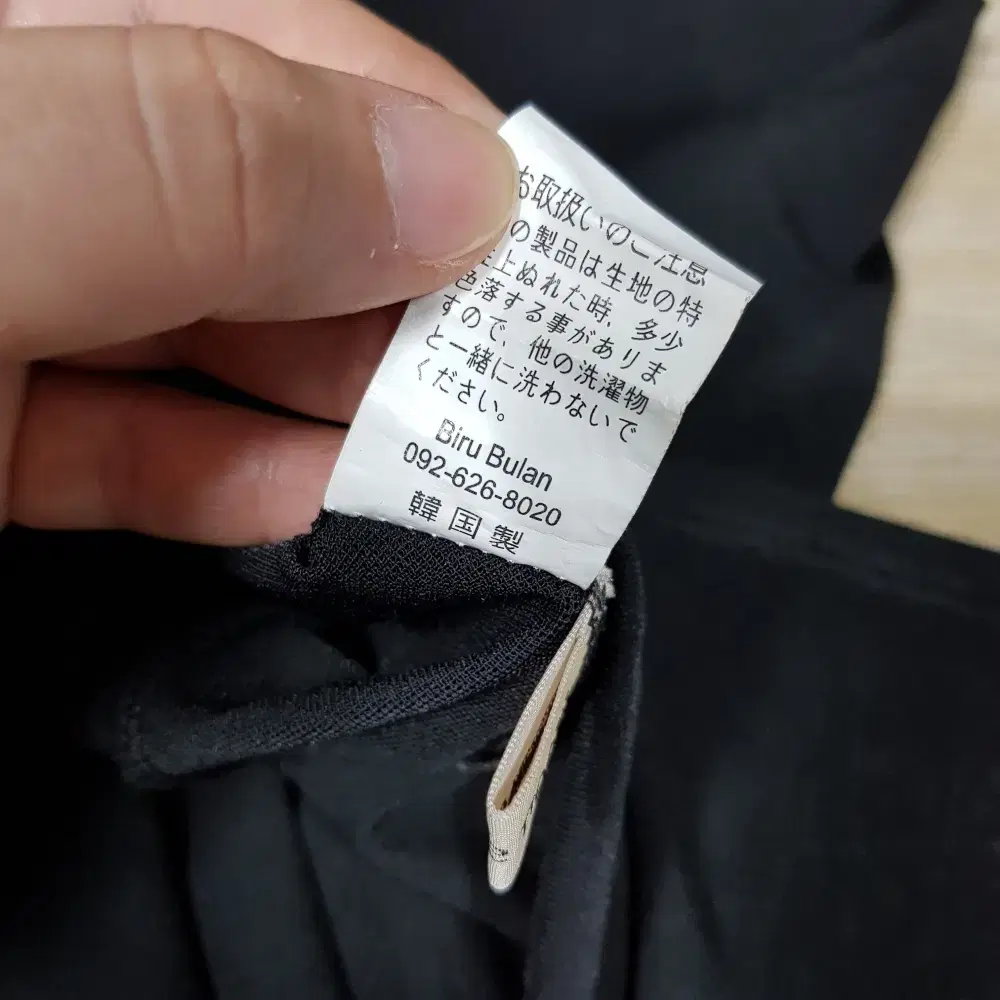 お取扱いのご注意
の製品は生地の特
上ぬれた時、多少
色落する事がありま
すので、他の洗濯物
と一緒に洗わないで
ください。
Biru Bulan
092-626-8020
韓国製